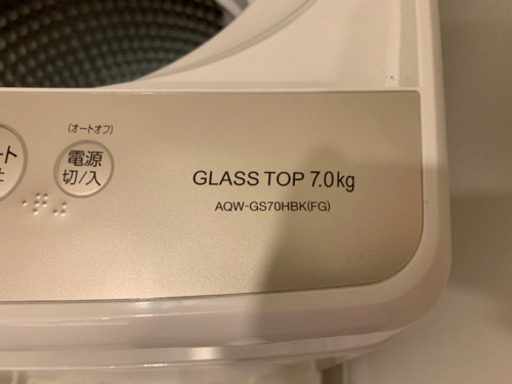 (オートオフ)
電源
切/入
GLASS TOP 7.0kg
AQW-GS70HBK(FG)